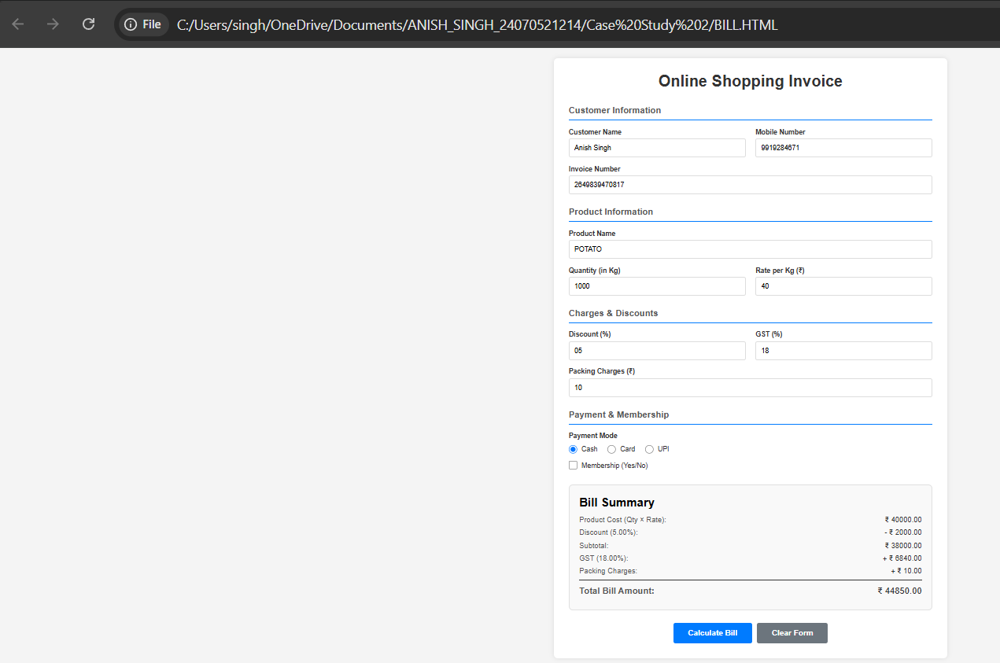 File C:/Users/singh/OneDrive/Documents/ANISH_SINGH_24070521214/Case%20Study%202/BILL.HTML
Online Shopping Invoice
Customer Information
Customer Name Mobile Number
Anish Singh 9919284671
Invoice Number
2649839470817
Product Information
Product Name
POTATO
Quantity (in Kg) Rate per Kg (₹)
1000 40
Charges & Discounts
Discount (%) GST (%)
05 18
Packing Charges (₹)
10
Payment & Membership
Payment Mode
Cash Card UPI
Membership (Yes/No)
Bill Summary
Product Cost (Qty × Rate): ₹ 40000.00
Discount (5.00%): - ₹ 2000.00
Subtotal: ₹ 38000.00
GST (18.00%): + ₹ 6840.00
Packing Charges: + ₹ 10.00
Total Bill Amount: ₹ 44850.00
Calculate Bill Clear Form